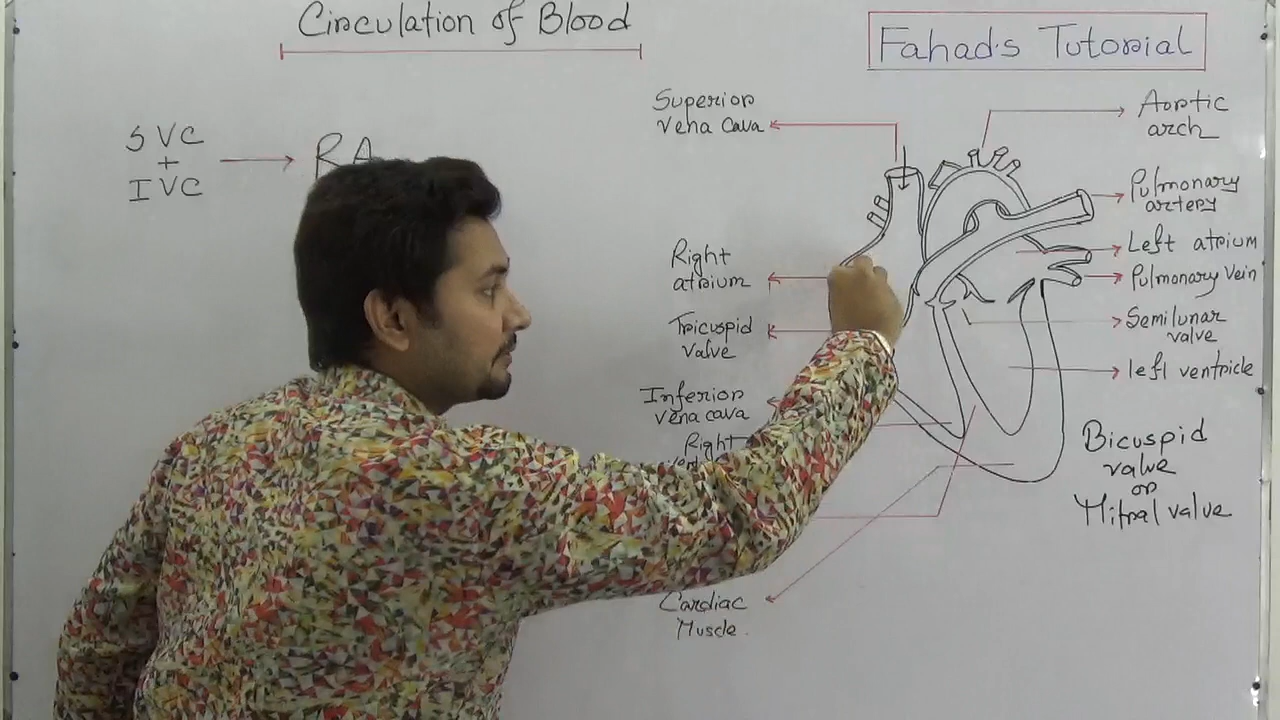 Circulation of Blood
Fahad's Tutorial
SVC
+
IVC
RA
Superior
vena cava
Right
atrium
Tricuspid
valve
Inferior
vena cava
Right
Cardiac
Muscle.
Aortic
arch
Pulmonary
artery
Left atrium
Pulmonary Vein
Semilunar
valve
left ventricle
Bicuspid
valve
or
Mitral valve